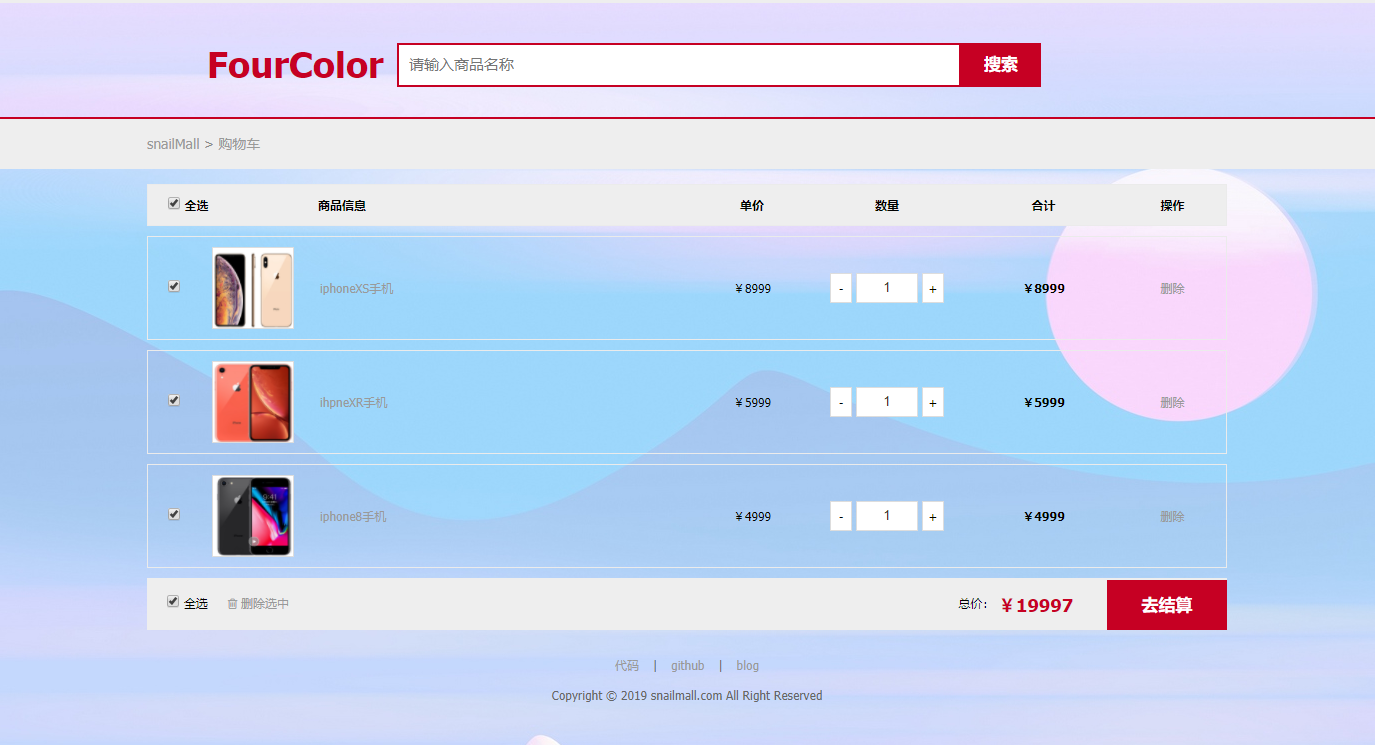 FourColor 请输入商品名称 搜索
snailMall > 购物车
全选 商品信息 单价 数量 合计 操作
iphoneXS手机 ￥8999 - 1 + ￥8999 删除
ihpneXR手机 ￥5999 - 1 + ￥5999 删除
iphone8手机 ￥4999 - 1 + ￥4999 删除
全选 删除选中 总价: ￥19997 去结算
代码 | github | blog
Copyright © 2019 snailmall.com All Right Reserved